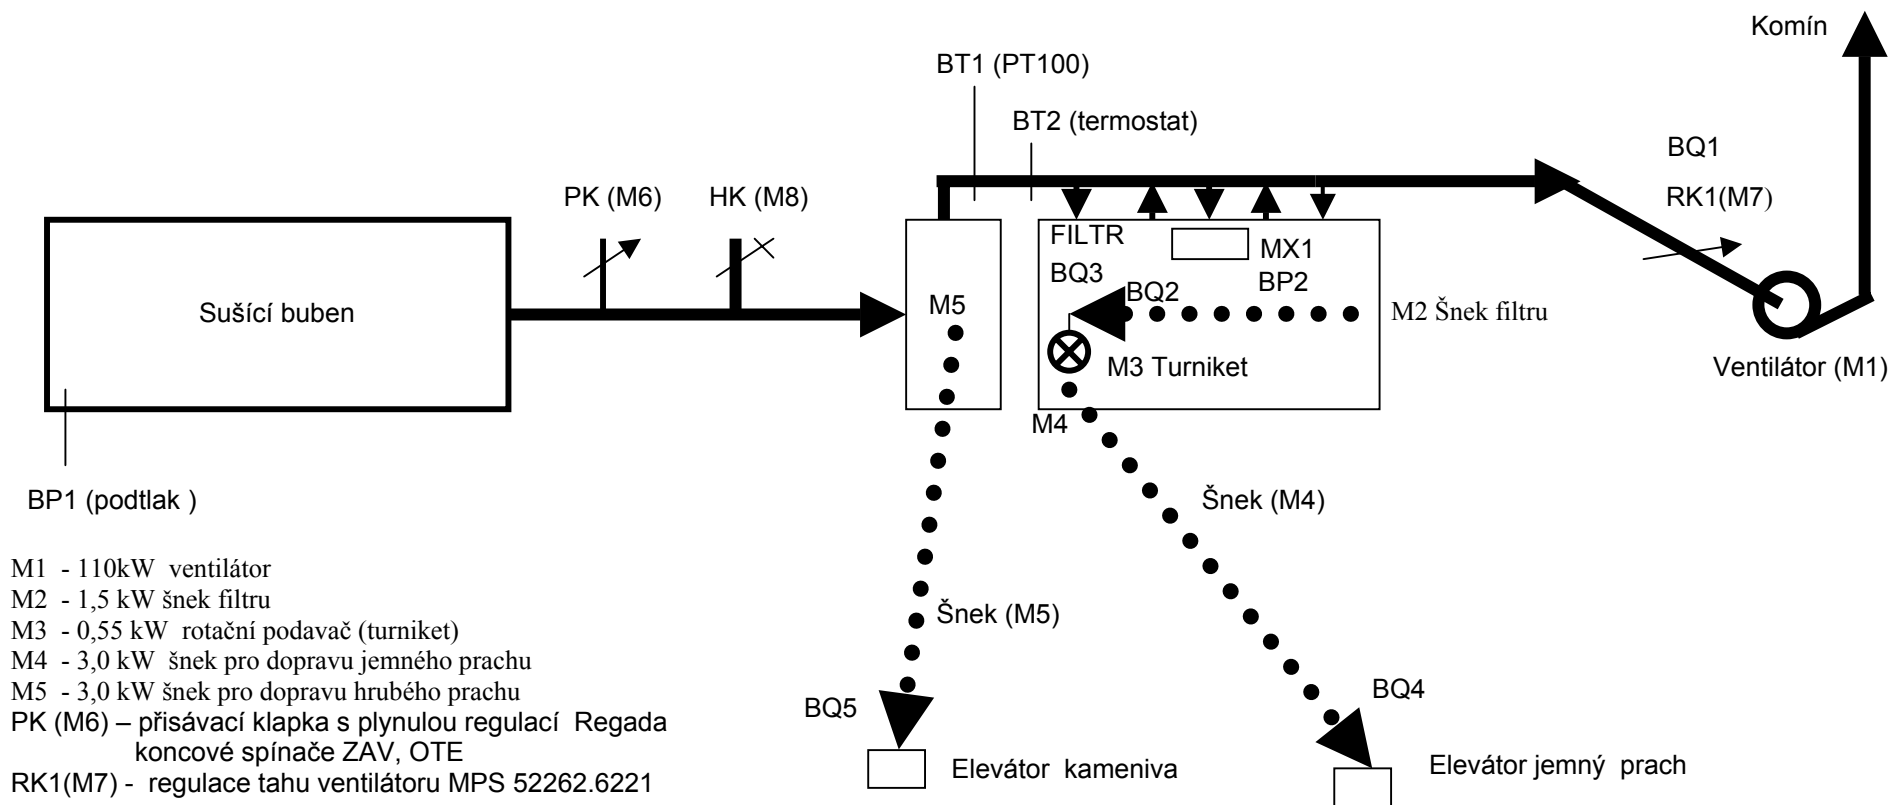 Komín
BT1 (PT100)
BT2 (termostat)
BQ1
RK1(M7)
PK (M6)
HK (M8)
FILTR
MX1
BQ3
BP2
BQ2
Sušící buben
M5
M2 Šnek filtru
M3 Turniket
Ventilátor (M1)
M4
BP1 (podtlak )
Šnek (M4)
M1 - 110kW ventilátor
M2 - 1,5 kW šnek filtru
M3 - 0,55 kW rotační podavač (turniket)
M4 - 3,0 kW šnek pro dopravu jemného prachu
M5 - 3,0 kW šnek pro dopravu hrubého prachu
PK (M6) – přisávací klapka s plynulou regulací Regada
koncové spínače ZAV, OTE
RK1(M7) - regulace tahu ventilátoru MPS 52262.6221
Šnek (M5)
BQ5
BQ4
Elevátor kameniva
Elevátor jemný prach